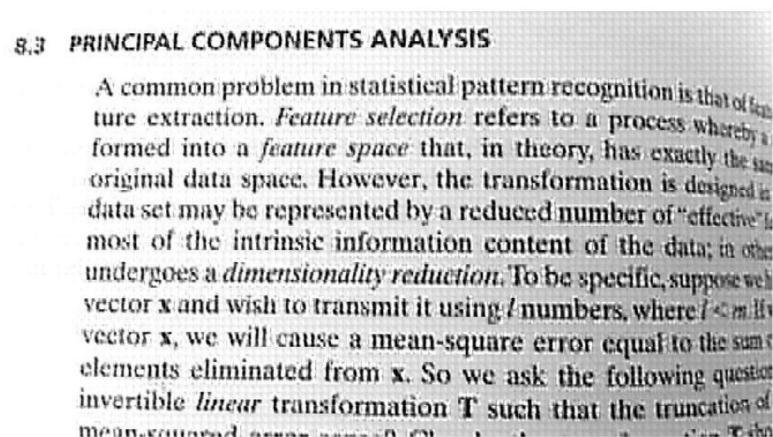 8.3 PRINCIPAL COMPONENTS ANALYSIS
A common problem in statistical pattern recognition is that of
ture extraction. Feature selection refers to a process whereby a
formed into a feature space that, in theory, has exactly the
original data space. However, the transformation is designed
data set may be represented by a reduced number of "effective"
most of the intrinsic information content of the data; in
undergoes a dimensionality reduction. To be specific, suppose we
vector x and wish to transmit it using l numbers, where l < m. If
vector x, we will cause a mean-square error equal to the sum
elements eliminated from x. So we ask the following
invertible linear transformation T such that the truncation of